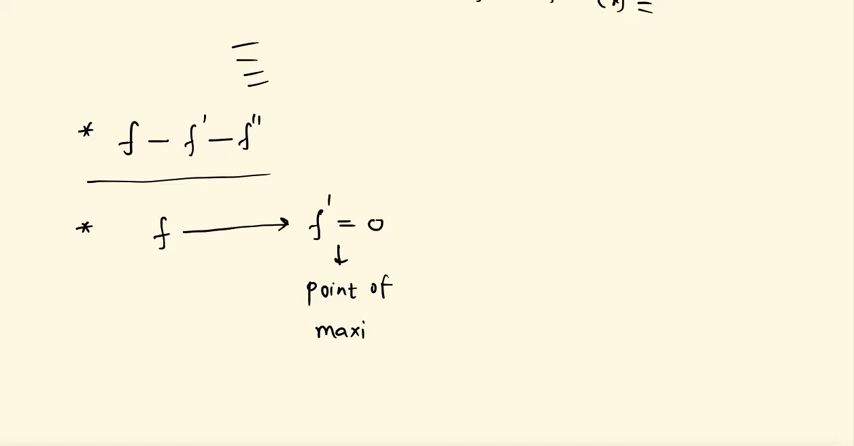 (x) =
* f — f' — f''
* f → f' = 0
↓
point of
maxi